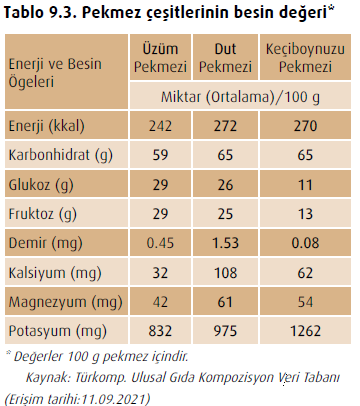 Tablo 9.3. Pekmez çeşitlerinin besin değeri*
Enerji ve Besin Ögeleri Üzüm Pekmezi Dut Pekmezi Keçiboynuzu Pekmezi
Miktar (Ortalama)/100 g
Enerji (kkal) 242 272 270
Karbonhidrat (g) 59 65 65
Glukoz (g) 29 26 11
Fruktoz (g) 29 25 13
Demir (mg) 0.45 1.53 0.08
Kalsiyum (mg) 32 108 62
Magnezyum (mg) 42 61 54
Potasyum (mg) 832 975 1262
* Değerler 100 g pekmez içindir.
Kaynak: Türkomp. Ulusal Gıda Kompozisyon Veri Tabanı
(Erişim tarihi:11.09.2021)